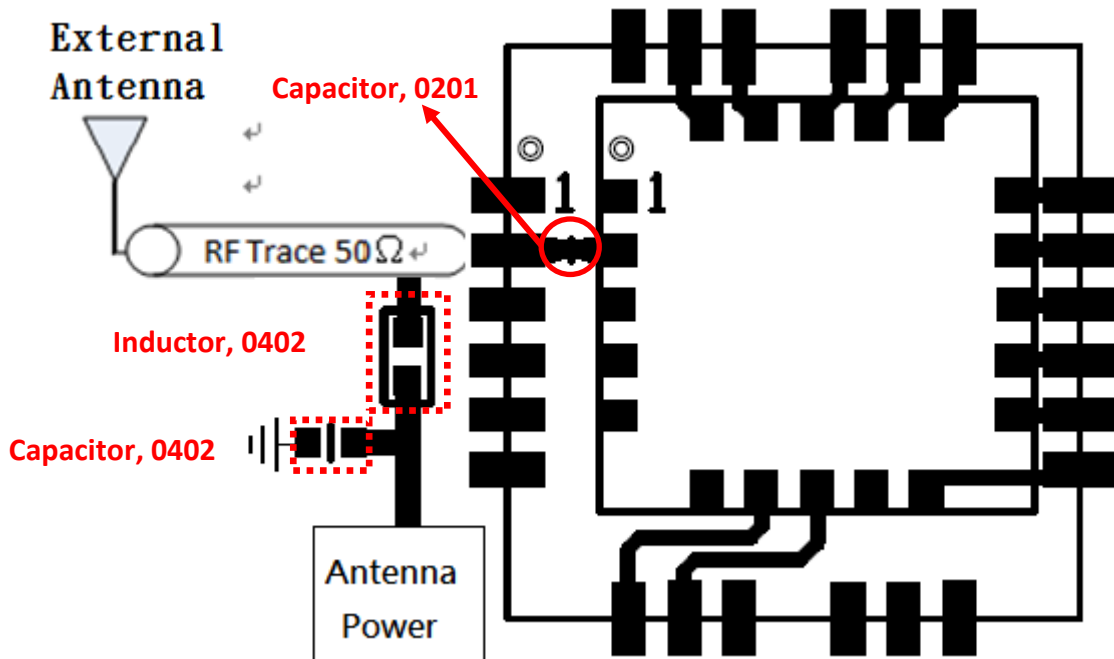 External
Antenna
Capacitor, 0201
↵
↵
1
1
RF Trace 50Ω↵
Inductor, 0402
Capacitor, 0402
Antenna
Power